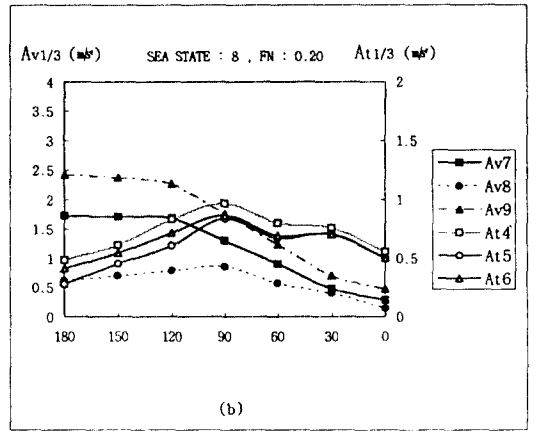 Av1/3 (m/s²) SEA STATE : 8 , FN : 0.20 At1/3 (m/s²)
4 2
3.5
3 1.5
2.5
2 1
1.5
1 0.5
0.5
0 0
180 150 120 90 60 30 0
Av7
Av8
Av9
At4
At5
At6
(b)